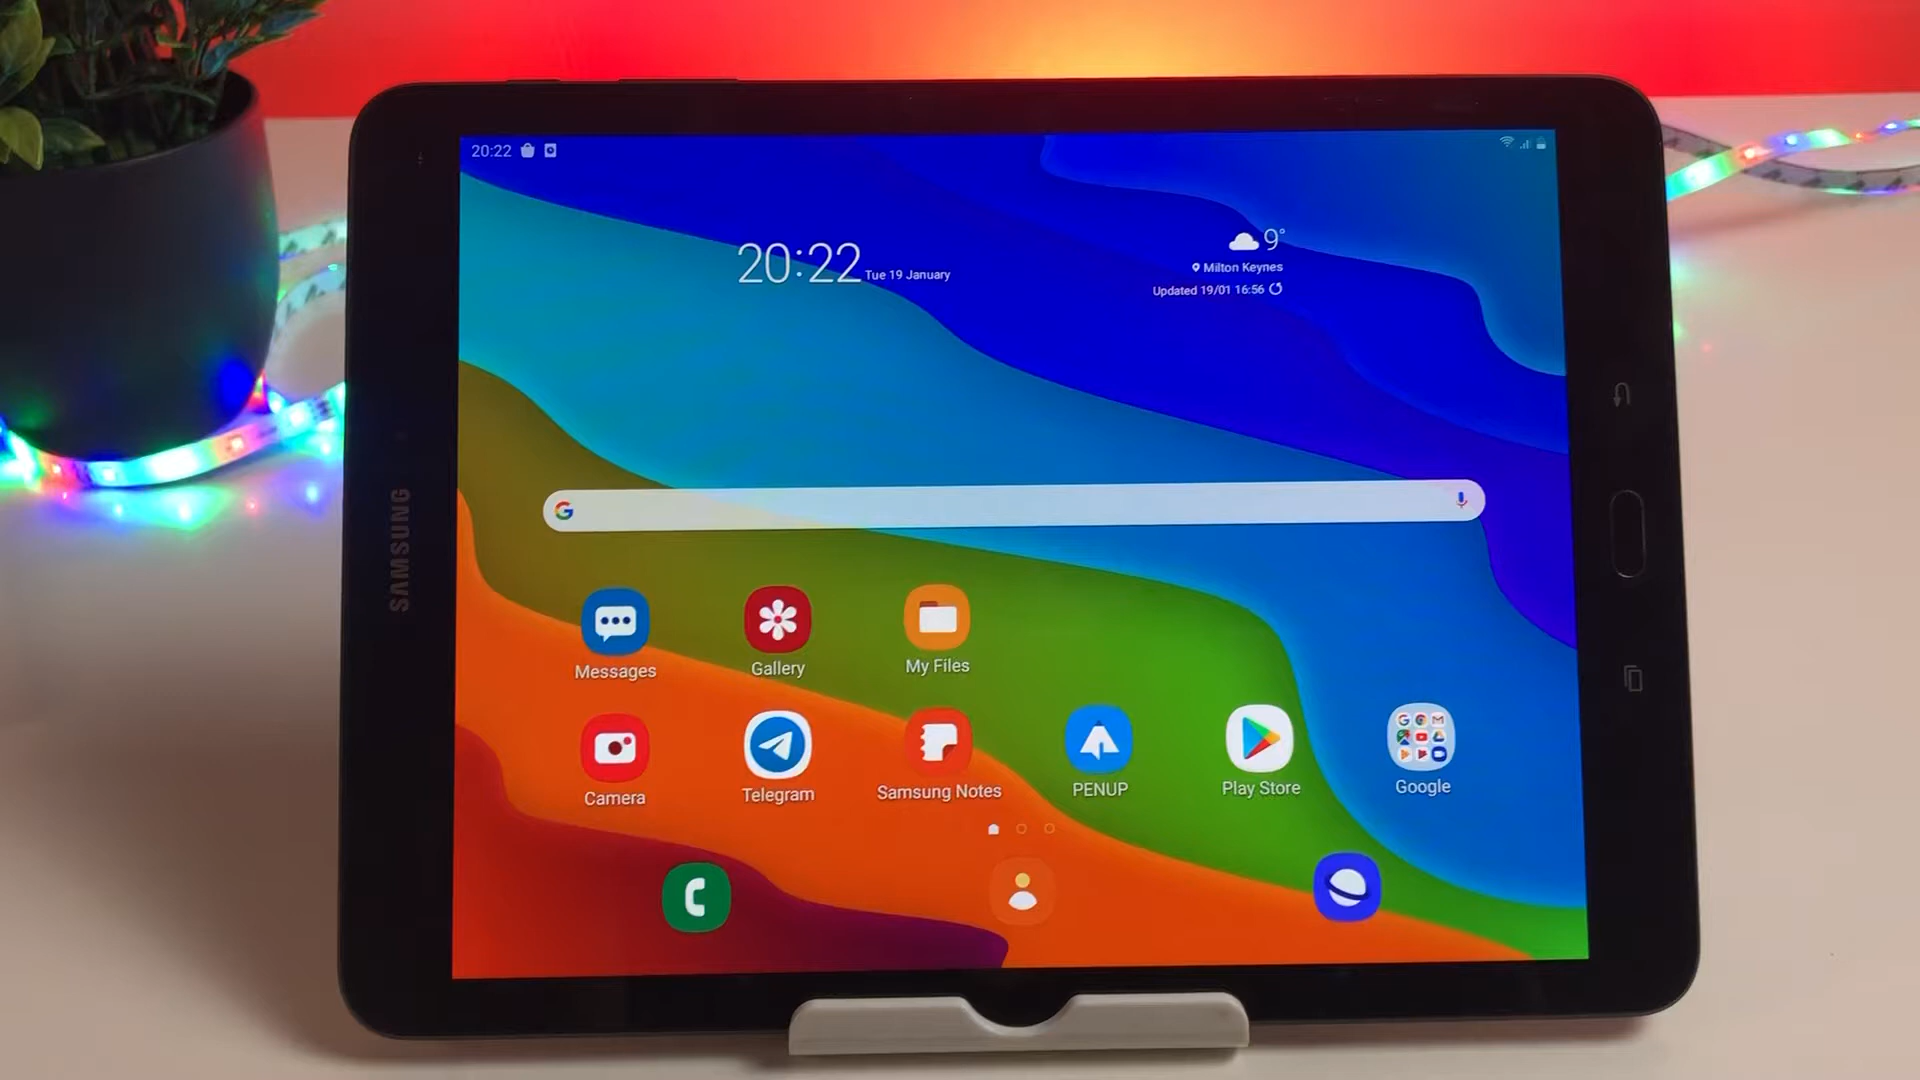 20:22
20:22 Tue 19 January
9°
Milton Keynes
Updated 19/01 16:56
SAMSUNG
Messages
Gallery
My Files
Camera
Telegram
Samsung Notes
PENUP
Play Store
Google